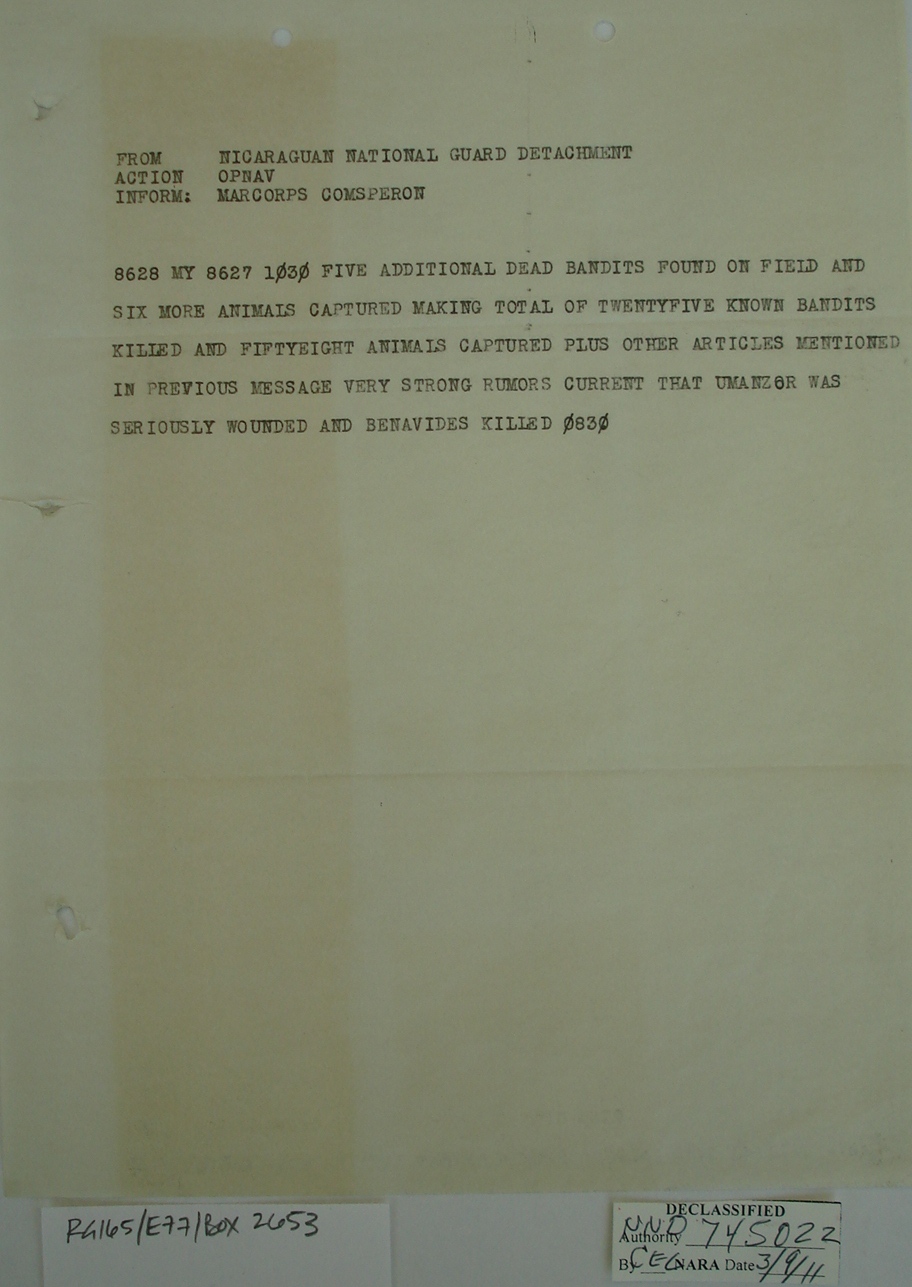 FROM NICARAGUAN NATIONAL GUARD DETACHMENT
ACTION OPNAV
INFORM: MARCORPS COMSPERON
8628 MY 8627 1Ø3Ø FIVE ADDITIONAL DEAD BANDITS FOUND ON FIELD AND
SIX MORE ANIMALS CAPTURED MAKING TOTAL OF TWENTYFIVE KNOWN BANDITS
KILLED AND FIFTYEIGHT ANIMALS CAPTURED PLUS OTHER ARTICLES MENTIONED
IN PREVIOUS MESSAGE VERY STRONG RUMORS CURRENT THAT UMANZOR WAS
SERIOUSLY WOUNDED AND BENAVIDES KILLED Ø83Ø
RG165/E77/BOX 2653
DECLASSIFIED
Authority NND 745022
By CEG NARA Date 3/9/11